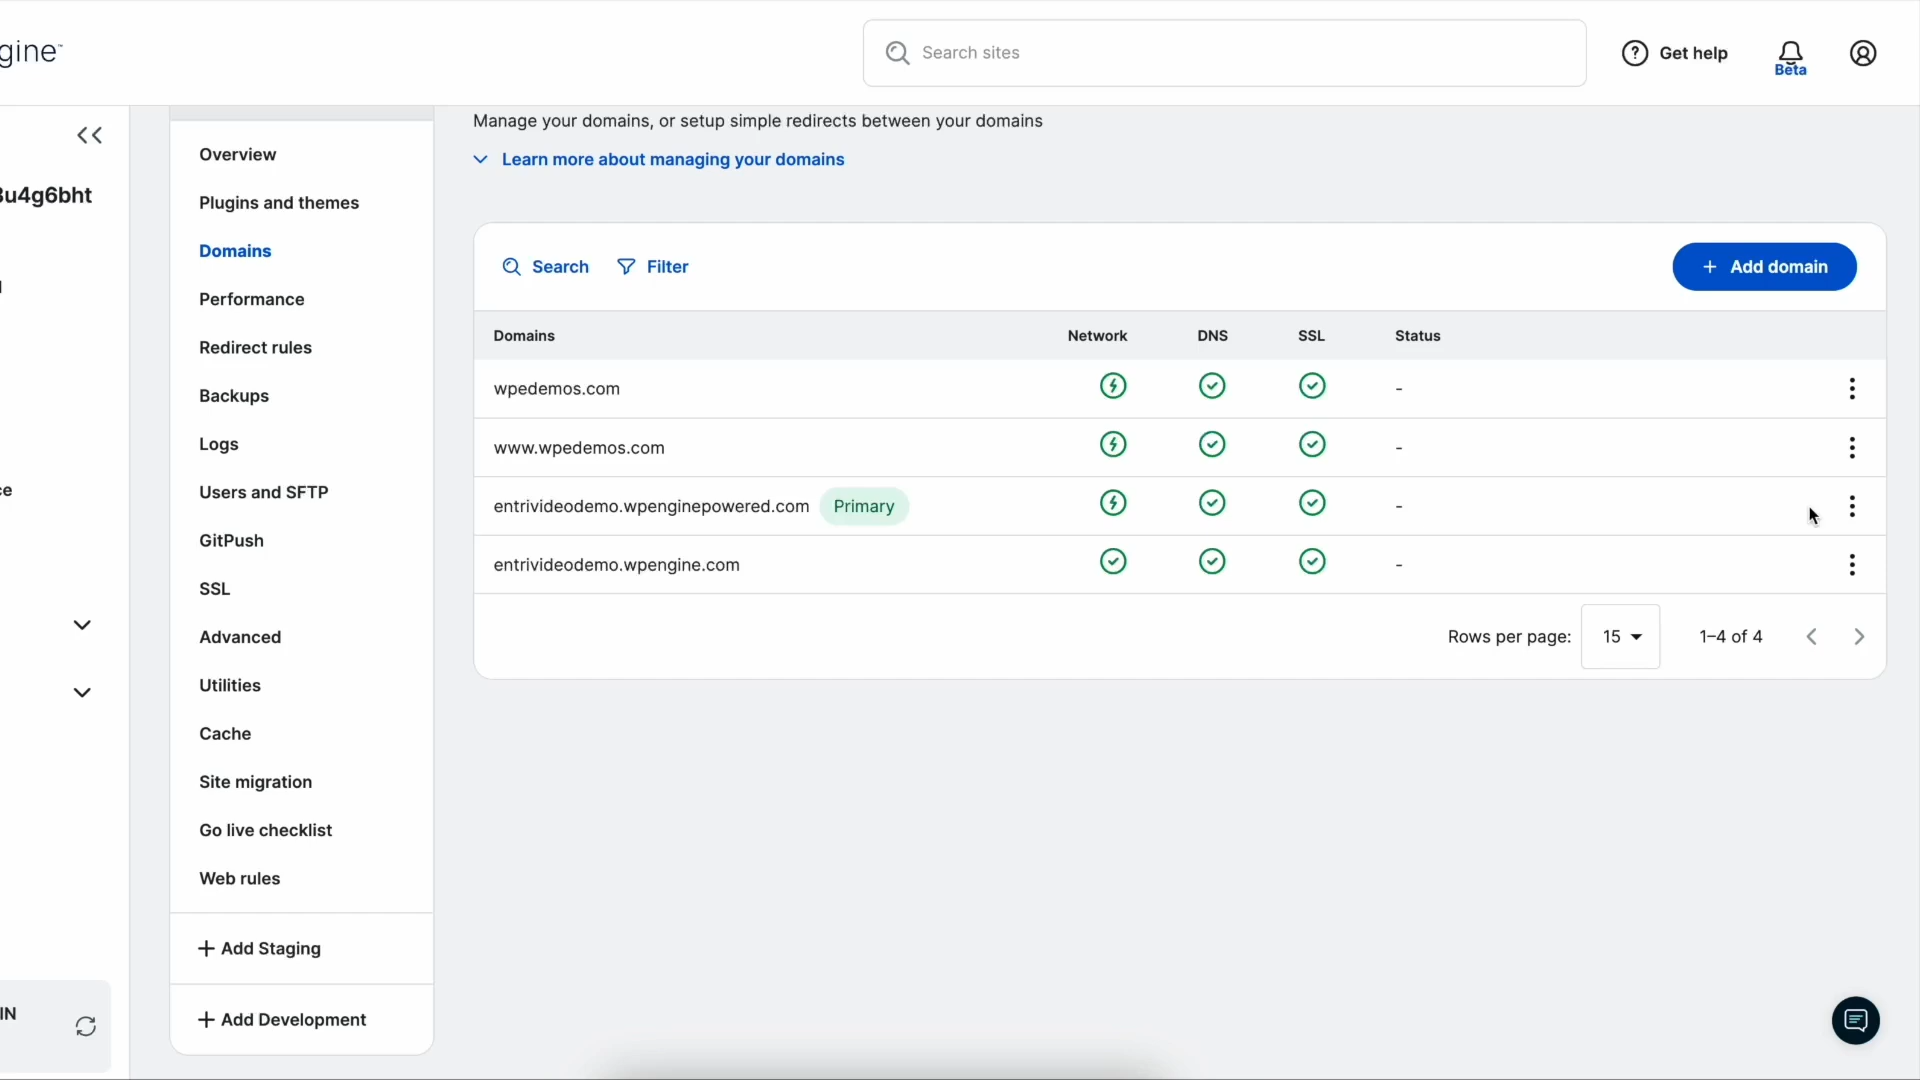 gine™
Search sites
Get help
Beta
3u4g6bht
ce
IN
Overview
Plugins and themes
Domains
Performance
Redirect rules
Backups
Logs
Users and SFTP
GitPush
SSL
Advanced
Utilities
Cache
Site migration
Go live checklist
Web rules
+ Add Staging
+ Add Development
Manage your domains, or setup simple redirects between your domains
Learn more about managing your domains
Search Filter + Add domain
Domains Network DNS SSL Status
wpedemos.com -
www.wpedemos.com -
entrivideodemo.wpenginepowered.com Primary -
entrivideodemo.wpengine.com -
Rows per page: 15 1–4 of 4